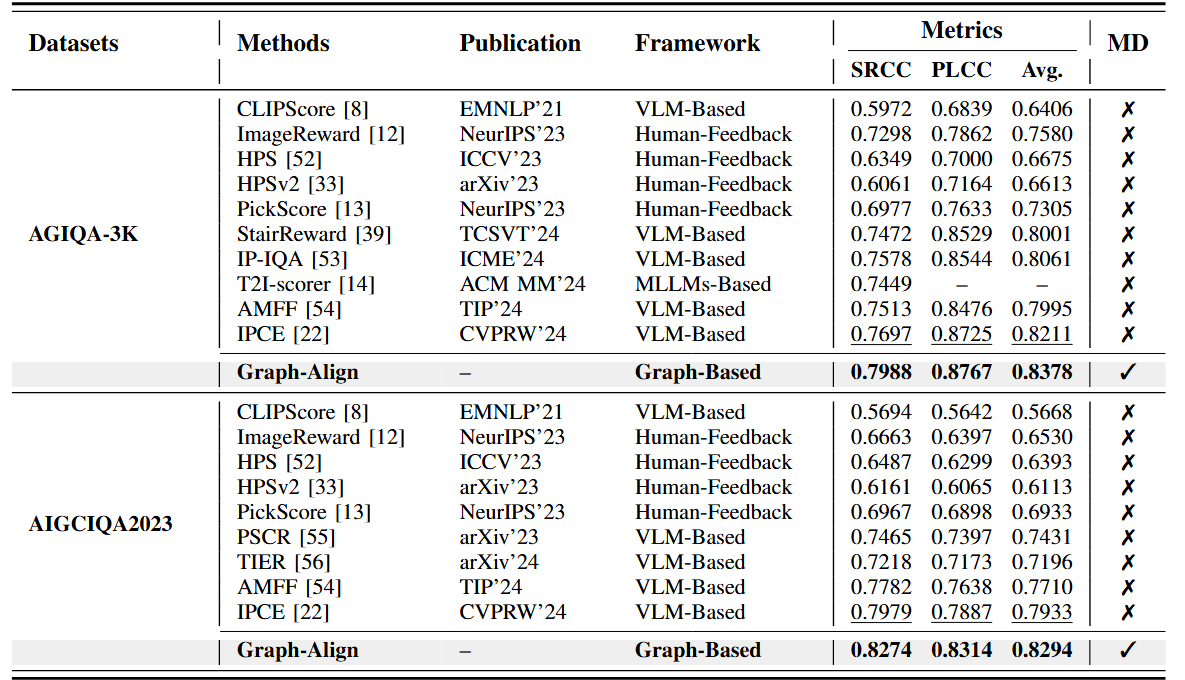 Datasets Methods Publication Framework Metrics MD
SRCC PLCC Avg.
CLIPScore [8] EMNLP’21 VLM-Based 0.5972 0.6839 0.6406 ✗
ImageReward [12] NeurIPS’23 Human-Feedback 0.7298 0.7862 0.7580 ✗
HPS [52] ICCV’23 Human-Feedback 0.6349 0.7000 0.6675 ✗
HPSv2 [33] arXiv’23 Human-Feedback 0.6061 0.7164 0.6613 ✗
PickScore [13] NeurIPS’23 Human-Feedback 0.6977 0.7633 0.7305 ✗
AGIQA-3K StairReward [39] TCSVT’24 VLM-Based 0.7472 0.8529 0.8001 ✗
IP-IQA [53] ICME’24 VLM-Based 0.7578 0.8544 0.8061 ✗
T2I-scorer [14] ACM MM’24 MLLMs-Based 0.7449 – – ✗
AMFF [54] TIP’24 VLM-Based 0.7513 0.8476 0.7995 ✗
IPCE [22] CVPRW’24 VLM-Based 0.7697 0.8725 0.8211 ✗
Graph-Align – Graph-Based 0.7988 0.8767 0.8378 ✓
CLIPScore [8] EMNLP’21 VLM-Based 0.5694 0.5642 0.5668 ✗
ImageReward [12] NeurIPS’23 Human-Feedback 0.6663 0.6397 0.6530 ✗
HPS [52] ICCV’23 Human-Feedback 0.6487 0.6299 0.6393 ✗
HPSv2 [33] arXiv’23 Human-Feedback 0.6161 0.6065 0.6113 ✗
PickScore [13] NeurIPS’23 Human-Feedback 0.6967 0.6898 0.6933 ✗
AIGCIQA2023 PSCR [55] arXiv’23 VLM-Based 0.7465 0.7397 0.7431 ✗
TIER [56] arXiv’24 VLM-Based 0.7218 0.7173 0.7196 ✗
AMFF [54] TIP’24 VLM-Based 0.7782 0.7638 0.7710 ✗
IPCE [22] CVPRW’24 VLM-Based 0.7979 0.7887 0.7933 ✗
Graph-Align – Graph-Based 0.8274 0.8314 0.8294 ✓